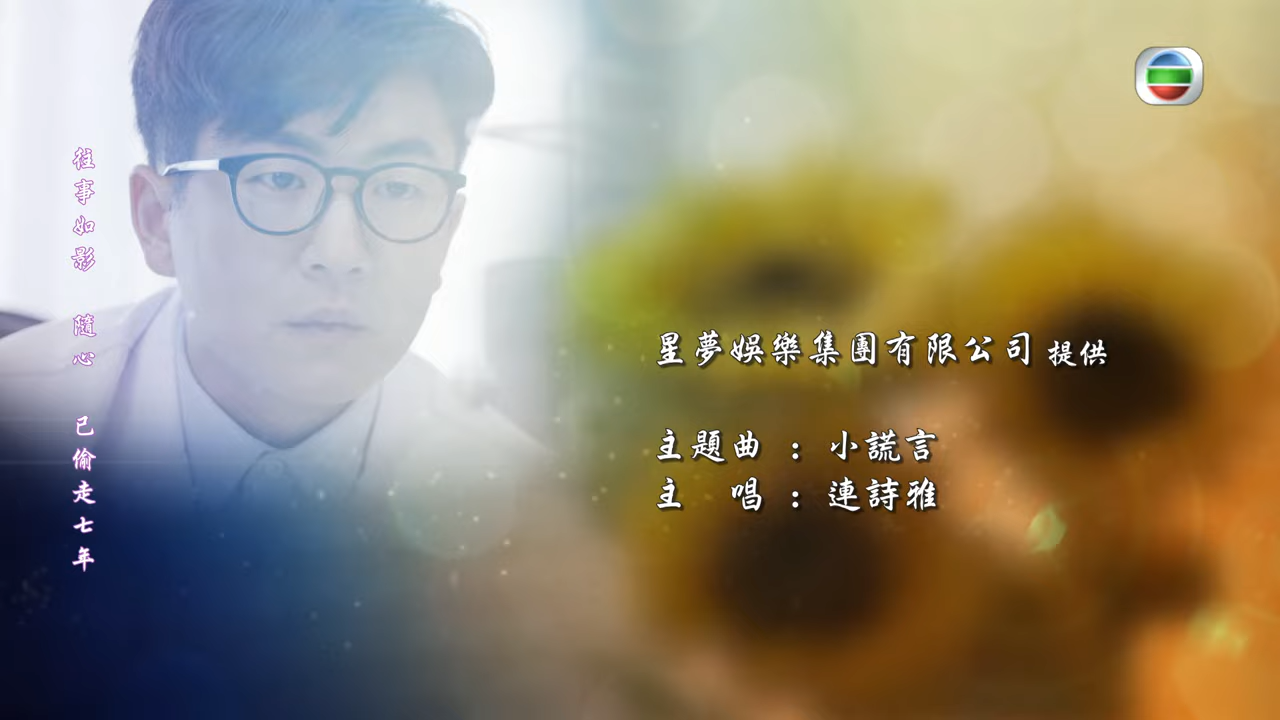 往事如影 隨心 已偷走七年
星夢娛樂集團有限公司 提供
主題曲 : 小謊言
主 唱 : 連詩雅